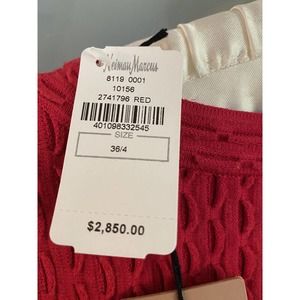 Neiman Marcus
8119 0001
10156
2741796 RED
401098332545
SIZE
36/4
$2,850.00